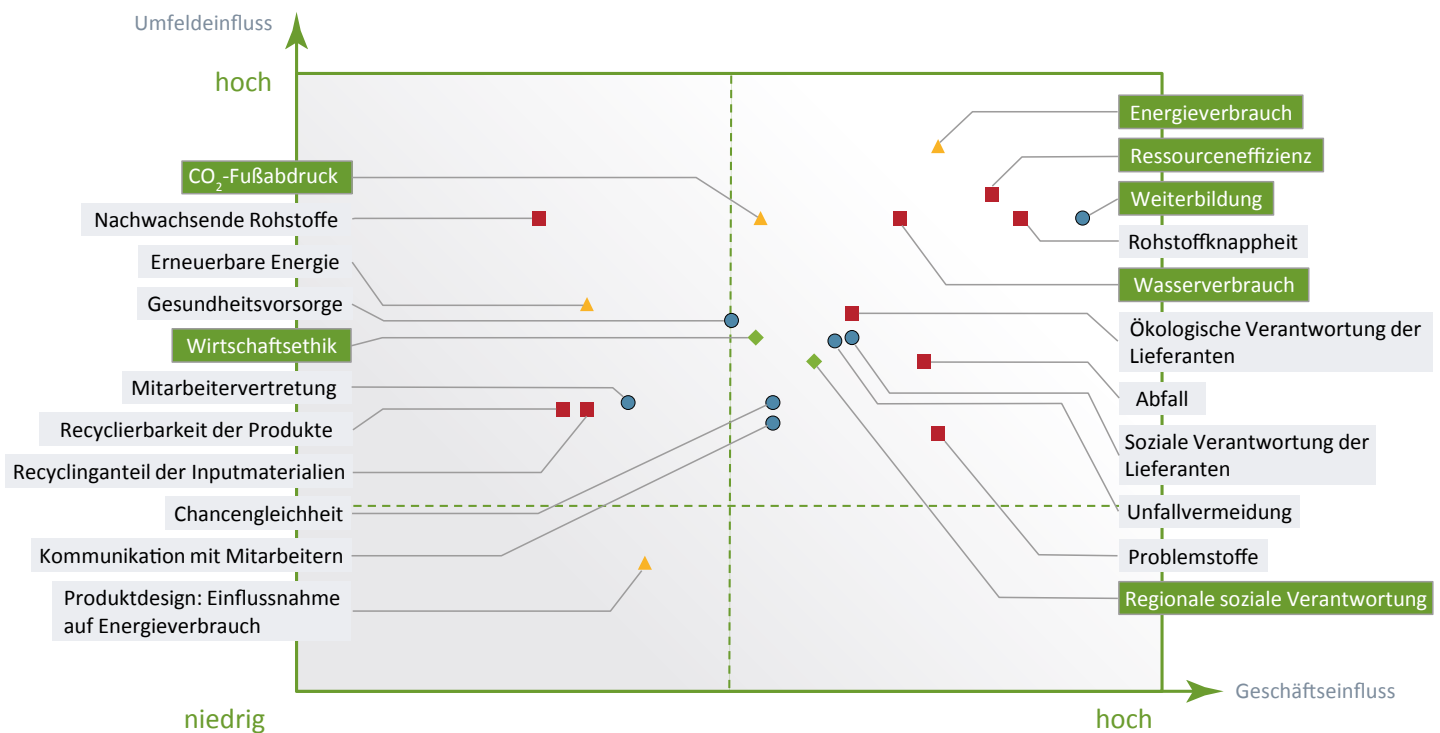 Umfeldeinfluss
hoch
CO2-Fußabdruck
Nachwachsende Rohstoffe
Erneuerbare Energie
Gesundheitsvorsorge
Wirtschaftsethik
Mitarbeitervertretung
Recyclierbarkeit der Produkte
Recyclinganteil der Inputmaterialien
Chancengleichheit
Kommunikation mit Mitarbeitern
Produktdesign: Einflussnahme
auf Energieverbrauch
Energieverbrauch
Ressourceneffizienz
Weiterbildung
Rohstoffknappheit
Wasserverbrauch
Ökologische Verantwortung der
Lieferanten
Abfall
Soziale Verantwortung der
Lieferanten
Unfallvermeidung
Problemstoffe
Regionale soziale Verantwortung
Geschäftseinfluss
niedrig
hoch